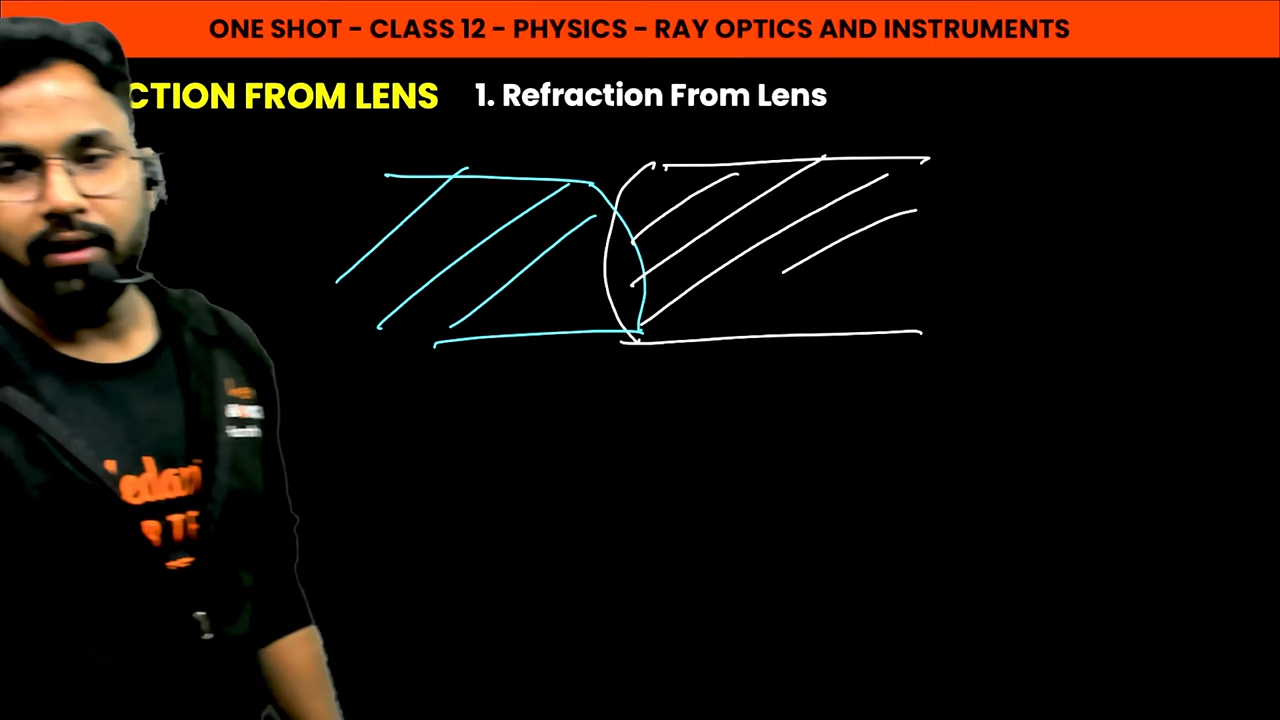 ONE SHOT - CLASS 12 - PHYSICS - RAY OPTICS AND INSTRUMENTS
CTION FROM LENS 1. Refraction From Lens